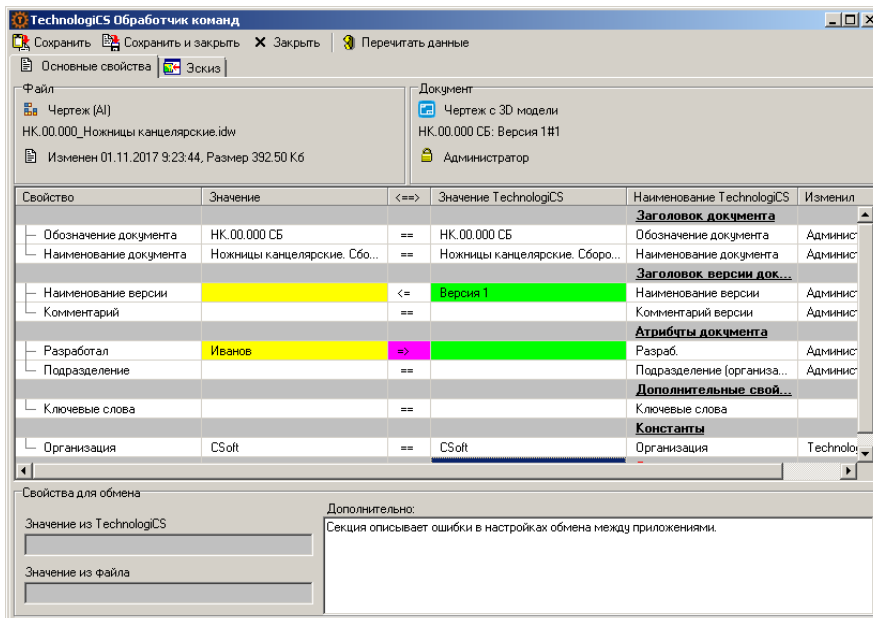 TechnologiCS Обработчик команд
Сохранить Сохранить и закрыть Закрыть Перечитать данные
Основные свойства Эскиз
Файл
Чертеж (AI)
НК.00.000_Ножницы канцелярские.idw
Изменен 01.11.2017 9:23:44, Размер 392.50 Кб
Документ
Чертеж с 3D модели
НК.00.000 СБ: Версия 1#1
Администратор
Свойство Значение <==> Значение TechnologiCS Наименование TechnologiCS Изменил
Заголовок документа
Обозначение документа НК.00.000 СБ == НК.00.000 СБ Обозначение документа Админис
Наименование документа Ножницы канцелярские. Сбо... == Ножницы канцелярские. Сборо... Наименование документа Админис
Заголовок версии док...
Наименование версии <= Версия 1 Наименование версии Админис
Комментарий == Комментарий версии Админис
Атрибуты документа
Разработал Иванов => Разраб. Админис
Подразделение == Подразделение (организа... Админис
Дополнительные свой...
Ключевые слова == Ключевые слова
Константы
Организация CSoft == CSoft Организация Technolo
Свойства для обмена
Значение из TechnologiCS
Значение из файла
Дополнительно:
Секция описывает ошибки в настройках обмена между приложениями.